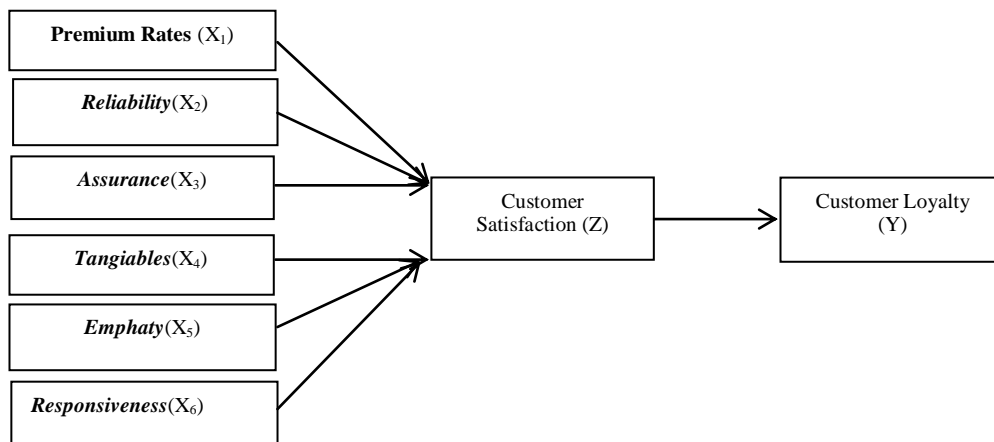 Premium Rates (X₁)
Reliability(X₂)
Assurance(X₃)
Tangiables(X₄)
Emphaty(X₅)
Responsiveness(X₆)
Customer
Satisfaction (Z)
Customer Loyalty
(Y)